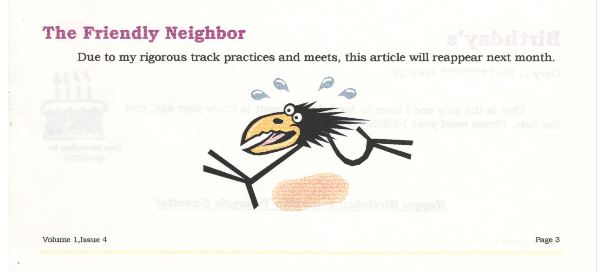 The Friendly Neighbor
Due to my rigorous track practices and meets, this article will reappear next month.
Volume 1,Issue 4
Page 3